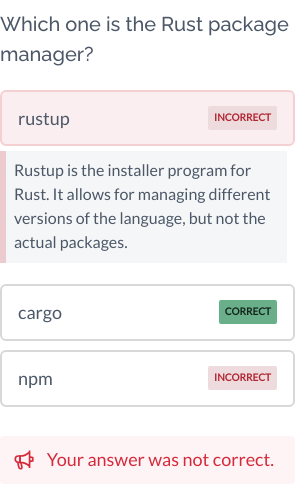 Which one is the Rust package
manager?
rustup INCORRECT
Rustup is the installer program for
Rust. It allows for managing different
versions of the language, but not the
actual packages.
cargo CORRECT
npm INCORRECT
Your answer was not correct.